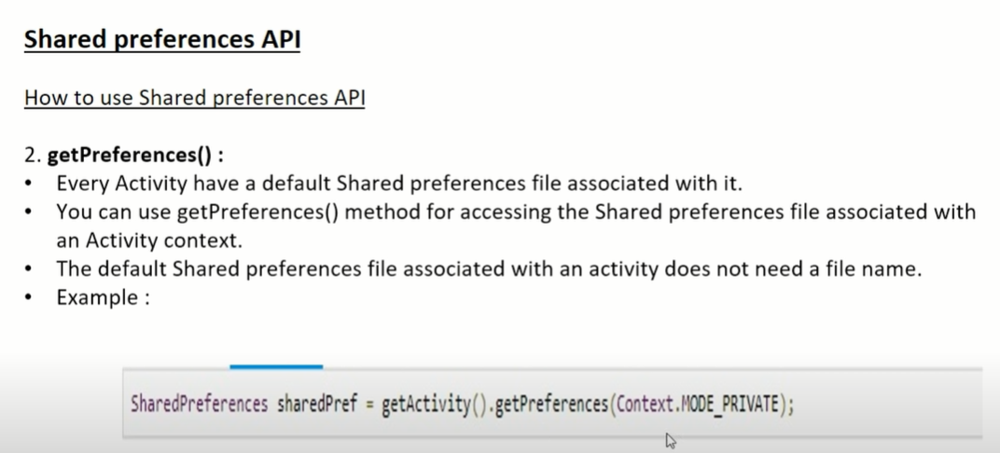 Shared preferences API
How to use Shared preferences API
2. getPreferences() :
• Every Activity have a default Shared preferences file associated with it.
• You can use getPreferences() method for accessing the Shared preferences file associated with
an Activity context.
• The default Shared preferences file associated with an activity does not need a file name.
• Example :
SharedPreferences sharedPref = getActivity().getPreferences(Context.MODE_PRIVATE);